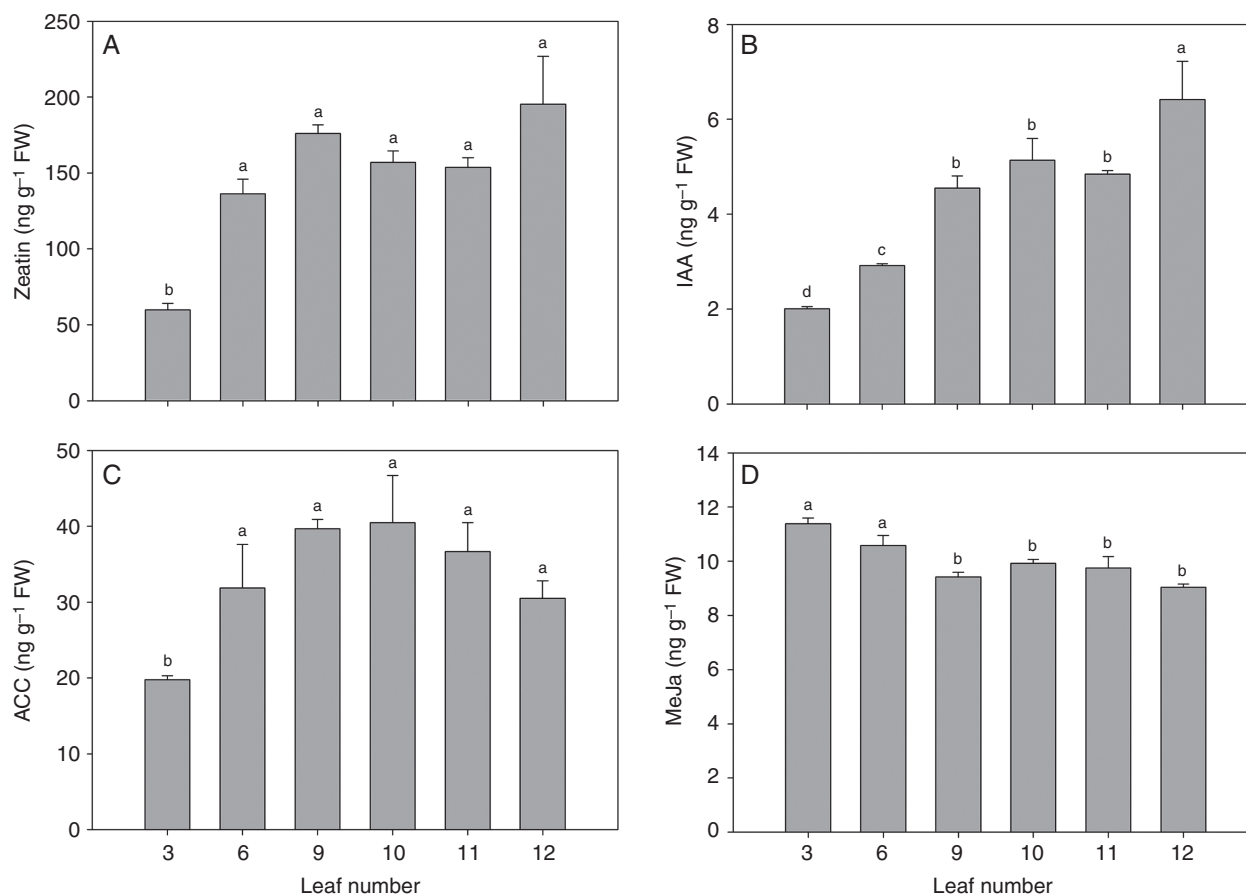 A
Zeatin (ng g⁻¹ FW)
250
200
150
100
50
0
b
a
a
a
a
a
B
IAA (ng g⁻¹ FW)
8
6
4
2
0
d
c
b
b
b
a
C
ACC (ng g⁻¹ FW)
50
40
30
20
10
0
b
a
a
a
a
a
3 6 9 10 11 12
Leaf number
D
MeJa (ng g⁻¹ FW)
14
12
10
8
6
4
2
0
a
a
b
b
b
b
3 6 9 10 11 12
Leaf number